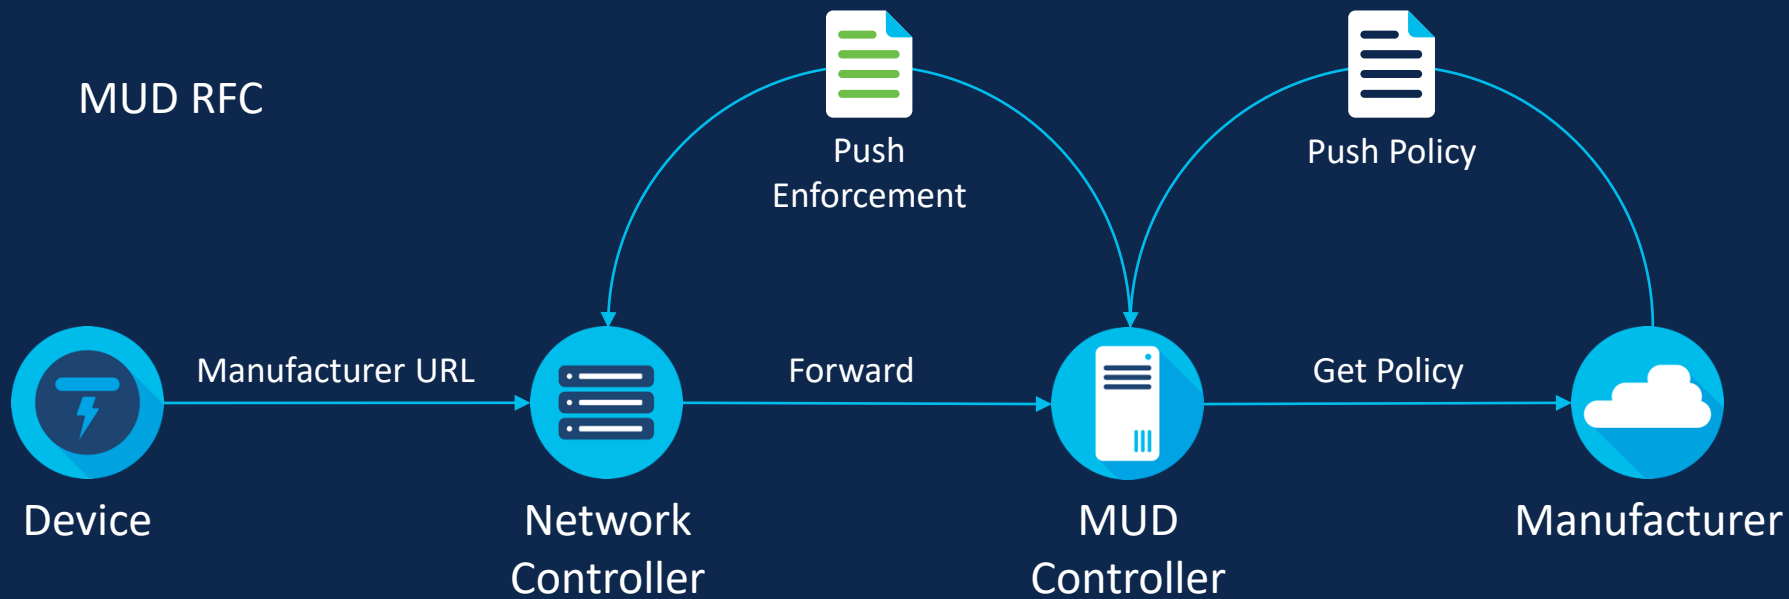 MUD RFC
Push
Enforcement
Push Policy
Manufacturer URL
Forward
Get Policy
Device
Network
Controller
MUD
Controller
Manufacturer